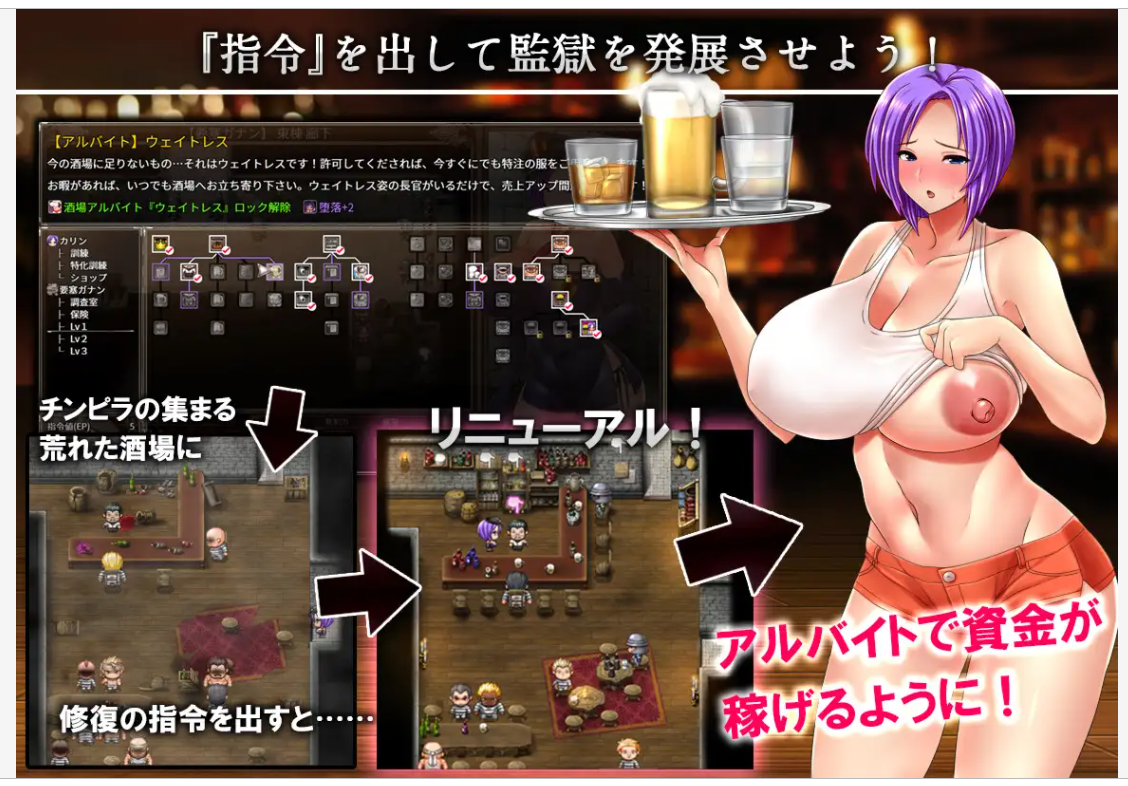 『指令』を出して監獄を発展させよう！
【アルバイト】ウェイトレス
今の酒場に足りないもの…それはウェイトレスです！許可してくだされば、今すぐにでも特注の服をご
お暇があれば、いつでも酒場へお立ち寄り下さい。ウェイトレス姿の長官がいるだけで、売上アップ間
酒場アルバイト『ウェイトレス』ロック解除 堕落+2
カリン
訓練
特化訓練
ショップ
要塞ガナン
調査室
保険
Lv1
Lv2
Lv3
指令値(EP) 5
チンピラの集まる
荒れた酒場に
リニューアル！
修復の指令を出すと……
アルバイトで資金が
稼げるように！